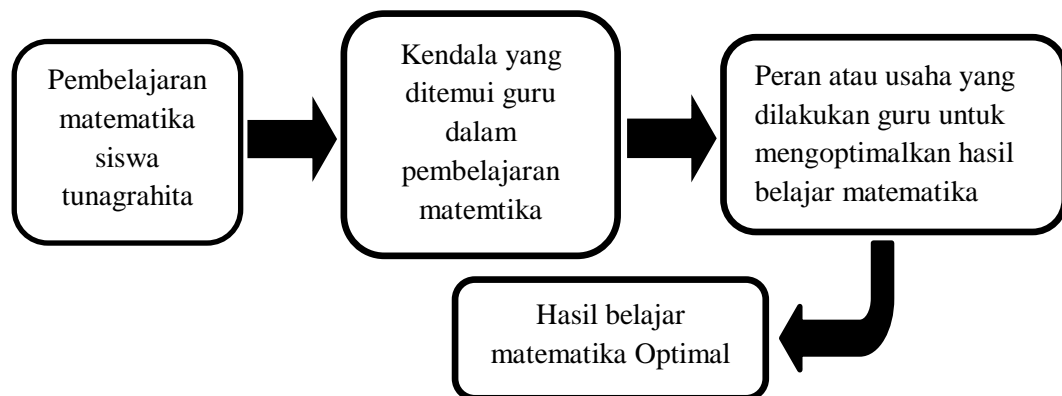 Pembelajaran
matematika
siswa
tunagrahita
Kendala yang
ditemui guru
dalam
pembelajaran
matemtika
Peran atau usaha yang
dilakukan guru untuk
mengoptimalkan hasil
belajar matematika
Hasil belajar
matematika Optimal